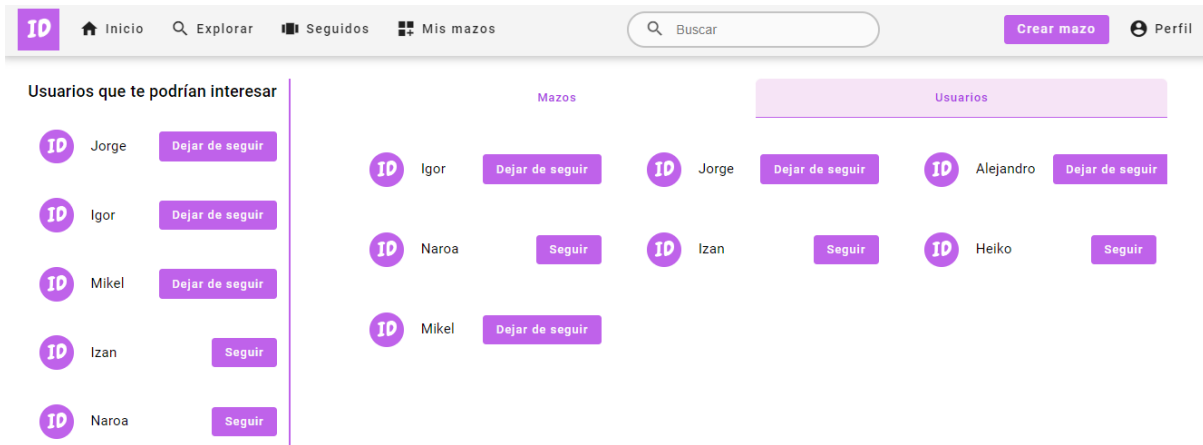 ID Inicio Explorar Seguidos Mis mazos Buscar Crear mazo Perfil
Usuarios que te podrían interesar
ID Jorge Dejar de seguir
ID Igor Dejar de seguir
ID Mikel Dejar de seguir
ID Izan Seguir
ID Naroa Seguir
Mazos Usuarios
ID Igor Dejar de seguir ID Jorge Dejar de seguir ID Alejandro Dejar de seguir
ID Naroa Seguir ID Izan Seguir ID Heiko Seguir
ID Mikel Dejar de seguir